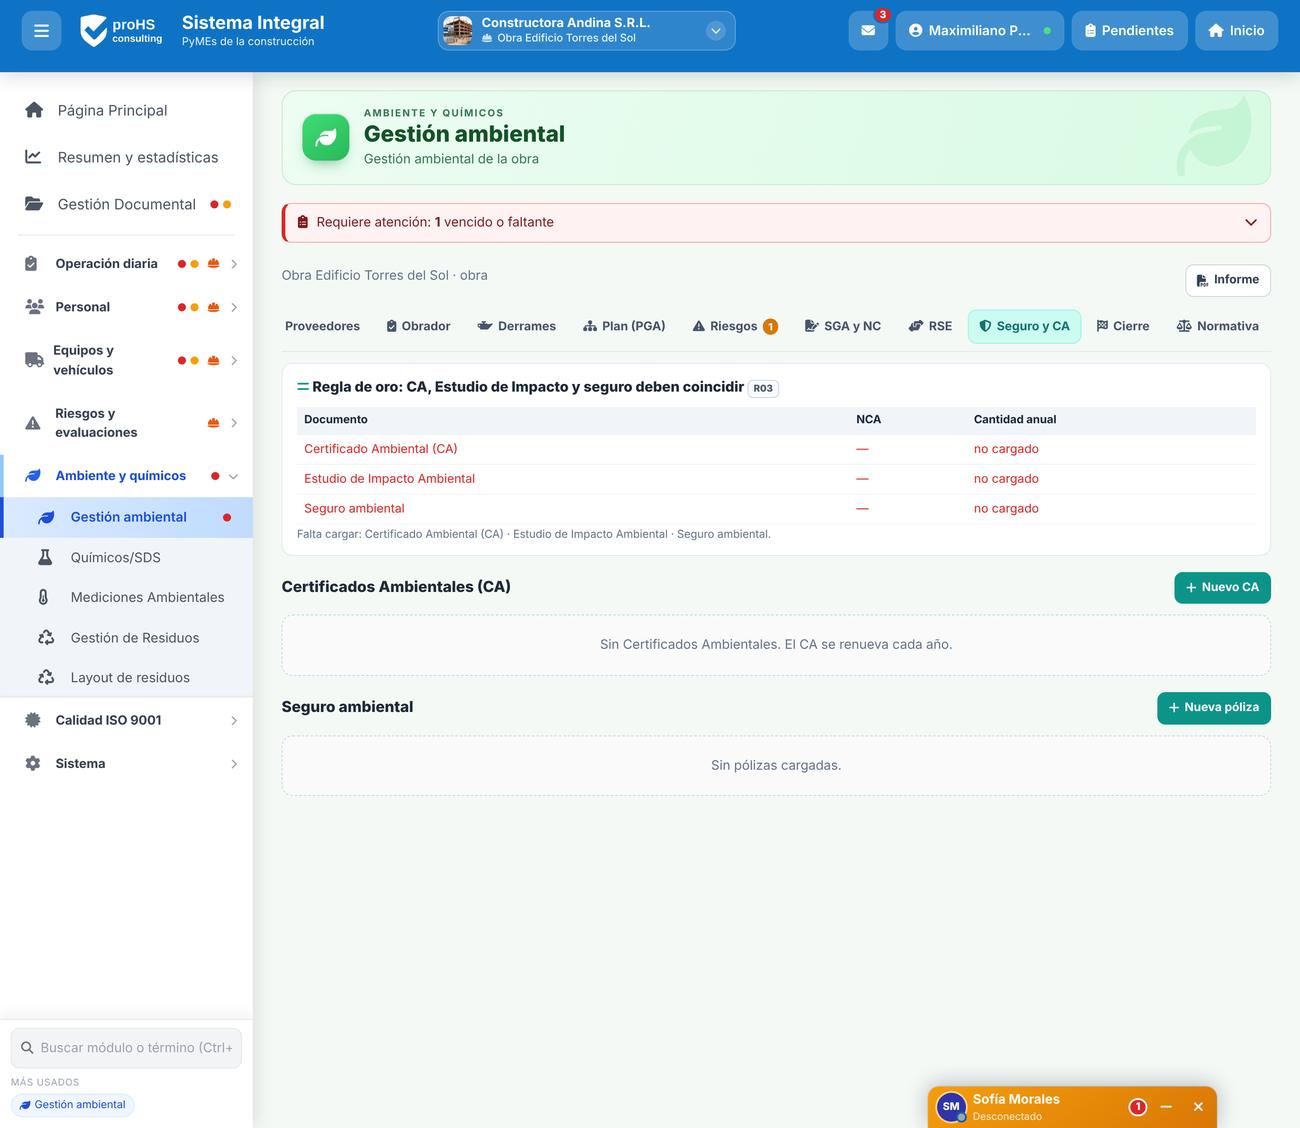 proHS
consulting
Sistema Integral
PyMEs de la construcción
Constructora Andina S.R.L.
Obra Edificio Torres del Sol
3
Maximiliano P...
Pendientes
Inicio
Página Principal
Resumen y estadísticas
Gestión Documental
Operación diaria
Personal
Equipos y
vehículos
Riesgos y
evaluaciones
Ambiente y químicos
Gestión ambiental
Químicos/SDS
Mediciones Ambientales
Gestión de Residuos
Layout de residuos
Calidad ISO 9001
Sistema
Buscar módulo o término (Ctrl+
MÁS USADOS
Gestión ambiental
AMBIENTE Y QUÍMICOS
Gestión ambiental
Gestión ambiental de la obra
Requiere atención: 1 vencido o faltante
Obra Edificio Torres del Sol · obra
Informe
Proveedores
Obrador
Derrames
Plan (PGA)
Riesgos 1
SGA y NC
RSE
Seguro y CA
Cierre
Normativa
Regla de oro: CA, Estudio de Impacto y seguro deben coincidir R03
Documento NCA Cantidad anual
Certificado Ambiental (CA) — no cargado
Estudio de Impacto Ambiental — no cargado
Seguro ambiental — no cargado
Falta cargar: Certificado Ambiental (CA) · Estudio de Impacto Ambiental · Seguro ambiental.
Certificados Ambientales (CA)
+ Nuevo CA
Sin Certificados Ambientales. El CA se renueva cada año.
Seguro ambiental
+ Nueva póliza
Sin pólizas cargadas.
SM
Sofía Morales
Desconectado
1